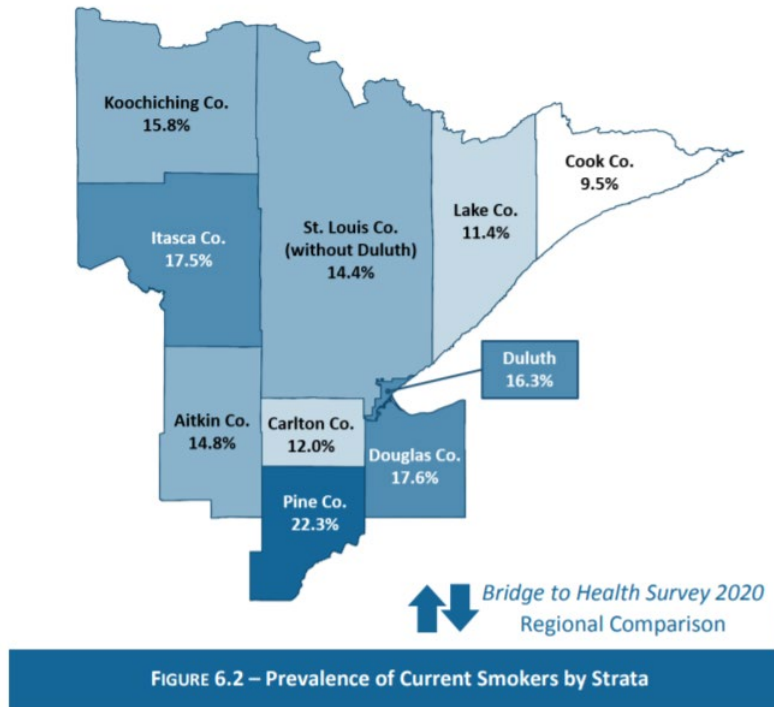 Koochiching Co.
15.8%
Cook Co.
9.5%
Lake Co.
11.4%
St. Louis Co.
(without Duluth)
14.4%
Itasca Co.
17.5%
Duluth
16.3%
Aitkin Co.
14.8%
Carlton Co.
12.0%
Douglas Co.
17.6%
Pine Co.
22.3%
Bridge to Health Survey 2020
Regional Comparison
FIGURE 6.2 – Prevalence of Current Smokers by Strata